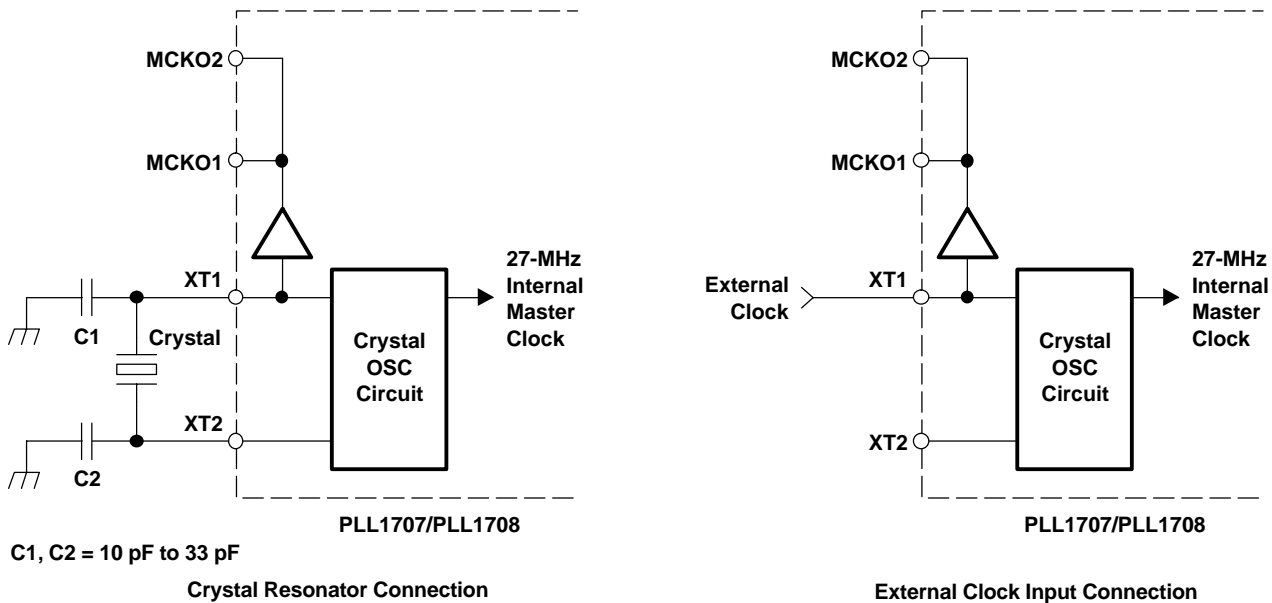 MCKO2
MCKO1
XT1
C1
Crystal
XT2
C2
Crystal
OSC
Circuit
27-MHz
Internal
Master
Clock
PLL1707/PLL1708
C1, C2 = 10 pF to 33 pF
Crystal Resonator Connection
MCKO2
MCKO1
External
Clock
XT1
XT2
Crystal
OSC
Circuit
27-MHz
Internal
Master
Clock
PLL1707/PLL1708
External Clock Input Connection